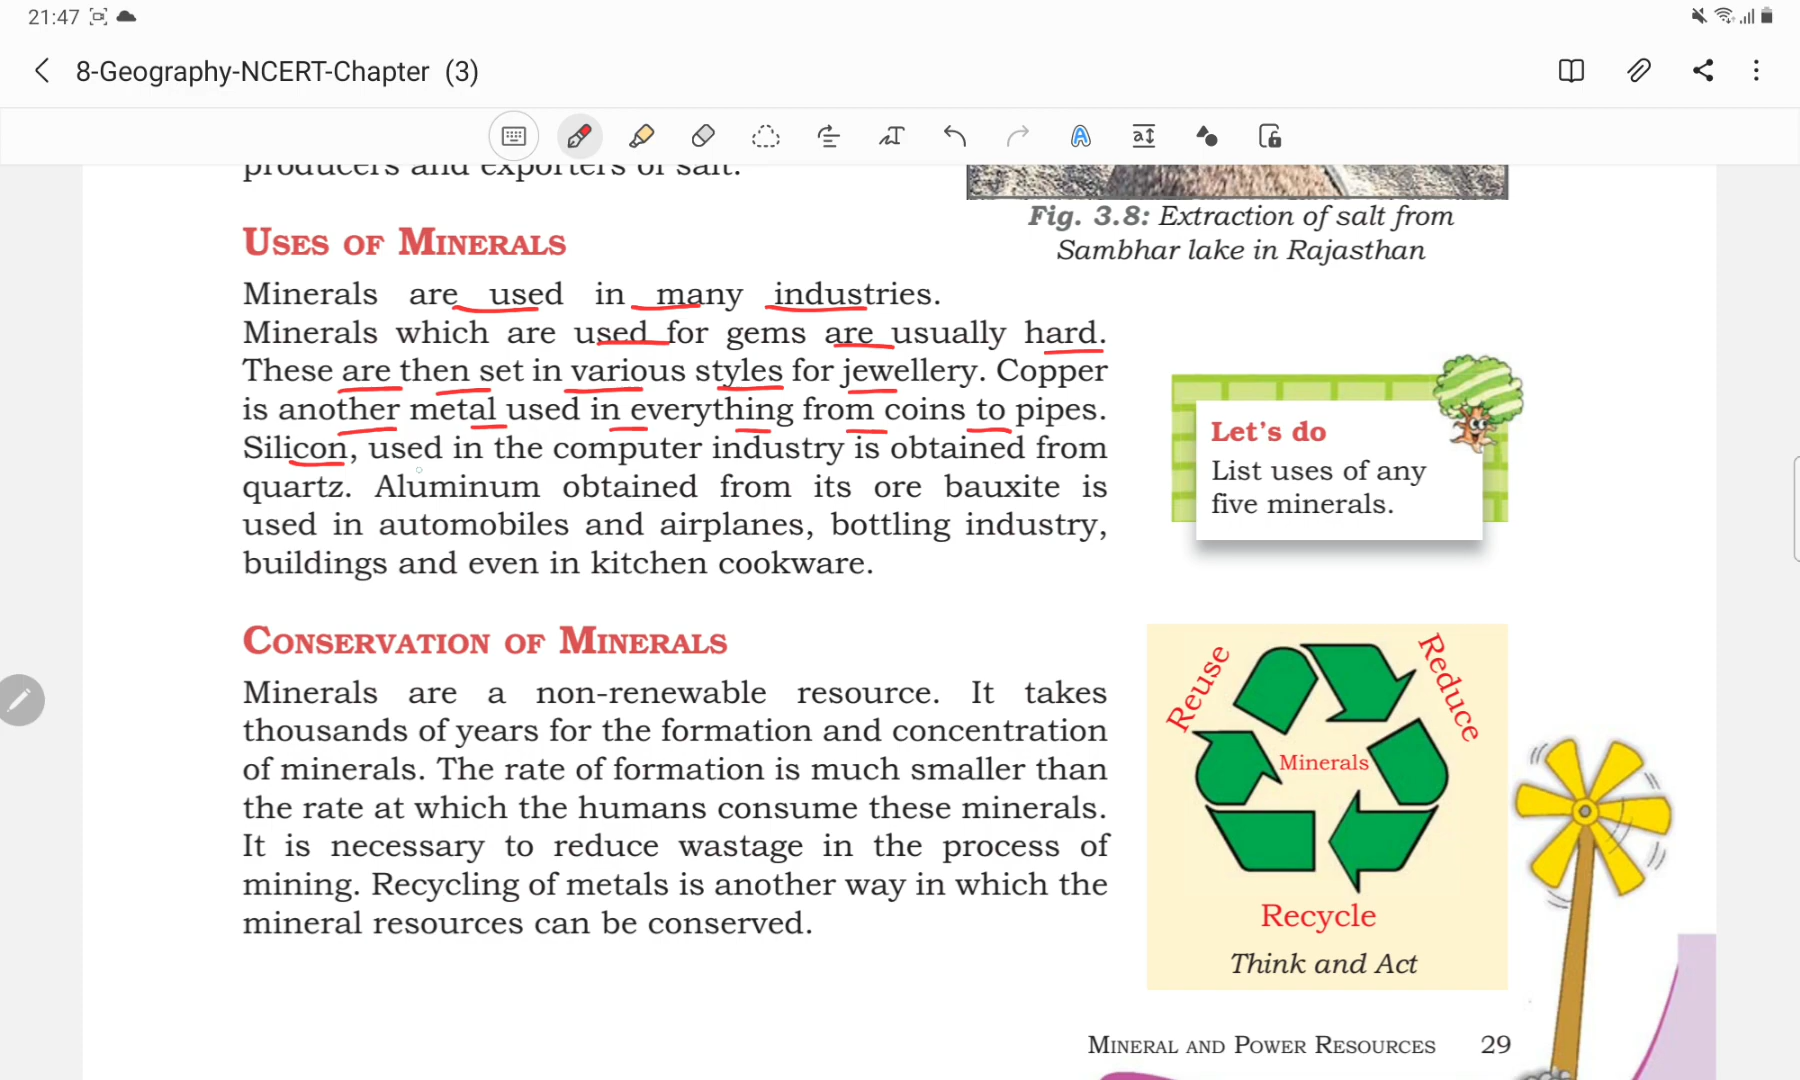 21:47
8-Geography-NCERT-Chapter (3)
producers and exporters of salt.
Fig. 3.8: Extraction of salt from
Sambhar lake in Rajasthan
USES OF MINERALS
Minerals are used in many industries.
Minerals which are used for gems are usually hard.
These are then set in various styles for jewellery. Copper
is another metal used in everything from coins to pipes.
Silicon, used in the computer industry is obtained from
quartz. Aluminum obtained from its ore bauxite is
used in automobiles and airplanes, bottling industry,
buildings and even in kitchen cookware.
Let's do
List uses of any
five minerals.
CONSERVATION OF MINERALS
Minerals are a non-renewable resource. It takes
thousands of years for the formation and concentration
of minerals. The rate of formation is much smaller than
the rate at which the humans consume these minerals.
It is necessary to reduce wastage in the process of
mining. Recycling of metals is another way in which the
mineral resources can be conserved.
Reuse
Reduce
Minerals
Recycle
Think and Act
MINERAL AND POWER RESOURCES 29